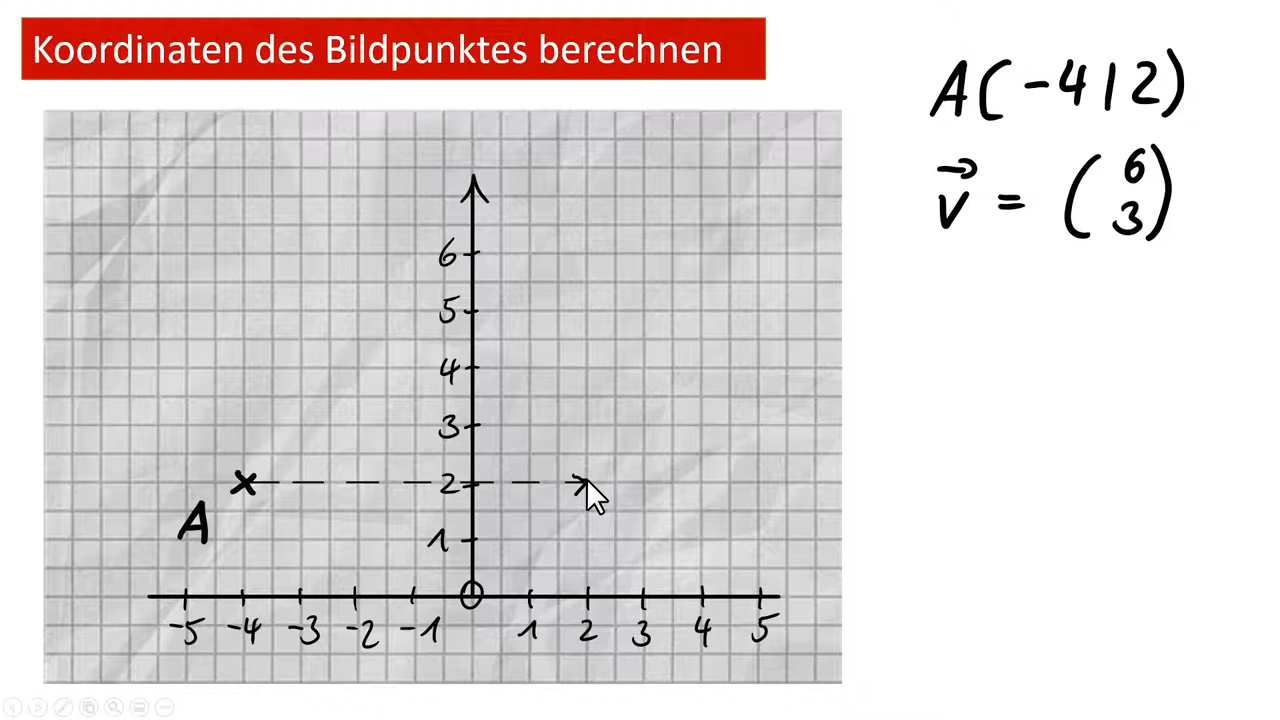 Koordinaten des Bildpunktes berechnen
A(-4|2)
v = (6
3)
6
5
4
3
2
A
1
-5 -4 -3 -2 -1 1 2 3 4 5